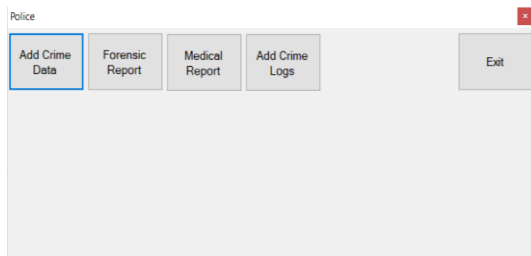 Police
x
Add Crime
Data
Forensic
Report
Medical
Report
Add Crime
Logs
Exit